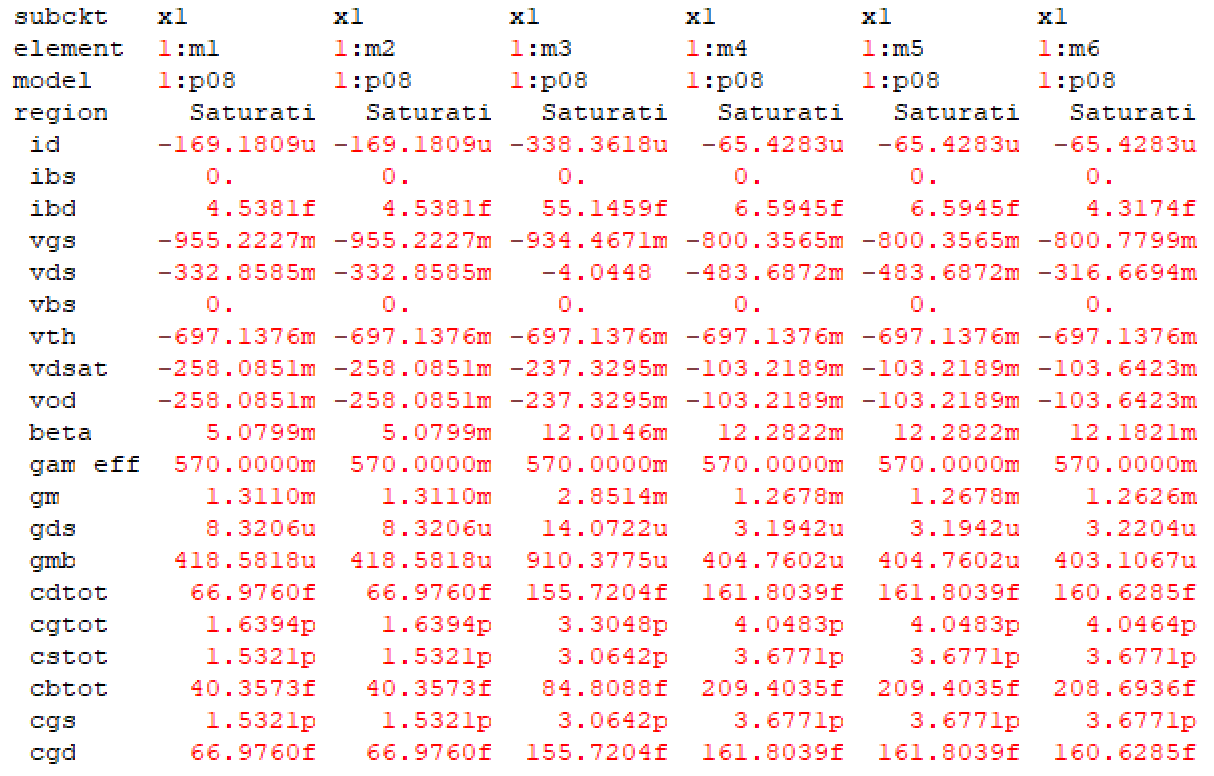 subckt xl xl xl xl xl xl
element 1:m1 1:m2 1:m3 1:m4 1:m5 1:m6
model 1:p08 1:p08 1:p08 1:p08 1:p08 1:p08
region Saturati Saturati Saturati Saturati Saturati Saturati
id -169.1809u -169.1809u -338.3618u -65.4283u -65.4283u -65.4283u
ibs 0. 0. 0. 0. 0. 0.
ibd 4.5381f 4.5381f 55.1459f 6.5945f 6.5945f 4.3174f
vgs -955.2227m -955.2227m -934.4671m -800.3565m -800.3565m -800.7799m
vds -332.8585m -332.8585m -4.0448 -483.6872m -483.6872m -316.6694m
vbs 0. 0. 0. 0. 0. 0.
vth -697.1376m -697.1376m -697.1376m -697.1376m -697.1376m -697.1376m
vdsat -258.0851m -258.0851m -237.3295m -103.2189m -103.2189m -103.6423m
vod -258.0851m -258.0851m -237.3295m -103.2189m -103.2189m -103.6423m
beta 5.0799m 5.0799m 12.0146m 12.2822m 12.2822m 12.1821m
gam eff 570.0000m 570.0000m 570.0000m 570.0000m 570.0000m 570.0000m
gm 1.3110m 1.3110m 2.8514m 1.2678m 1.2678m 1.2626m
gds 8.3206u 8.3206u 14.0722u 3.1942u 3.1942u 3.2204u
gmb 418.5818u 418.5818u 910.3775u 404.7602u 404.7602u 403.1067u
cdtot 66.9760f 66.9760f 155.7204f 161.8039f 161.8039f 160.6285f
cgtot 1.6394p 1.6394p 3.3048p 4.0483p 4.0483p 4.0464p
cstot 1.5321p 1.5321p 3.0642p 3.6771p 3.6771p 3.6771p
cbtot 40.3573f 40.3573f 84.8088f 209.4035f 209.4035f 208.6936f
cgs 1.5321p 1.5321p 3.0642p 3.6771p 3.6771p 3.6771p
cgd 66.9760f 66.9760f 155.7204f 161.8039f 161.8039f 160.6285f